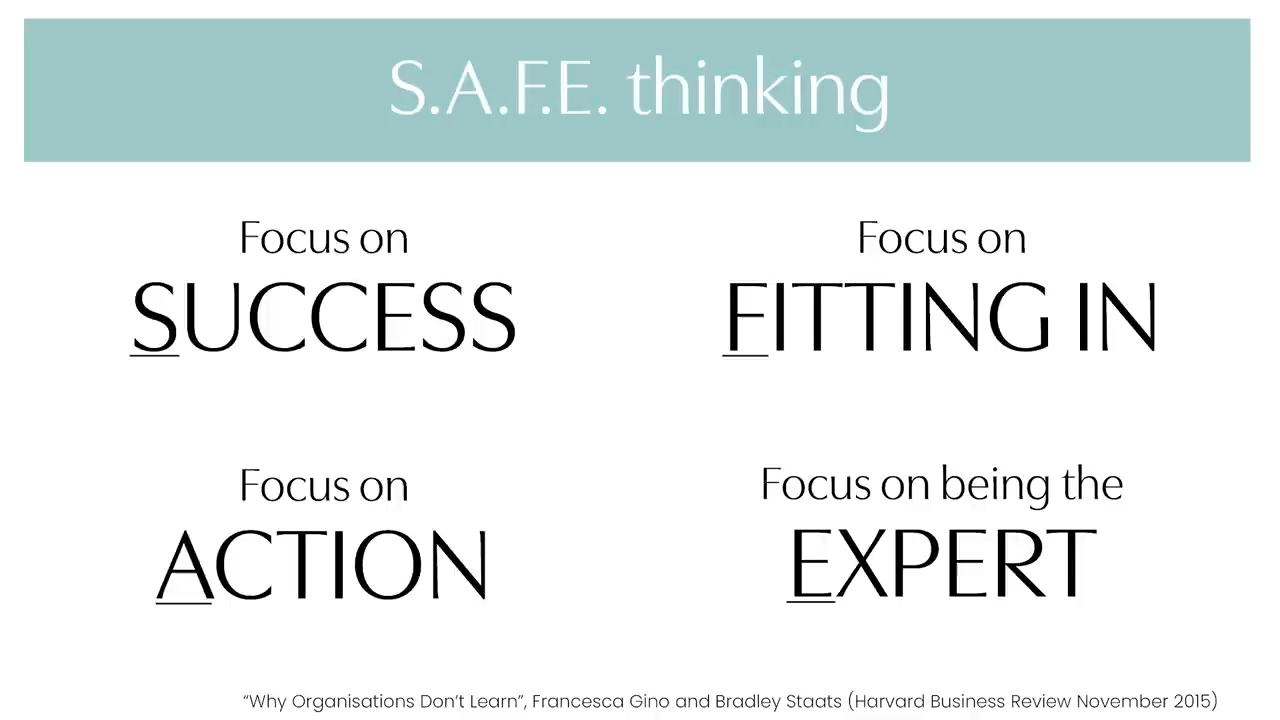 S.A.F.E. thinking
Focus on
SUCCESS
Focus on
ACTION
Focus on
FITTING IN
Focus on being the
EXPERT
“Why Organisations Don’t Learn”, Francesca Gino and Bradley Staats (Harvard Business Review November 2015)